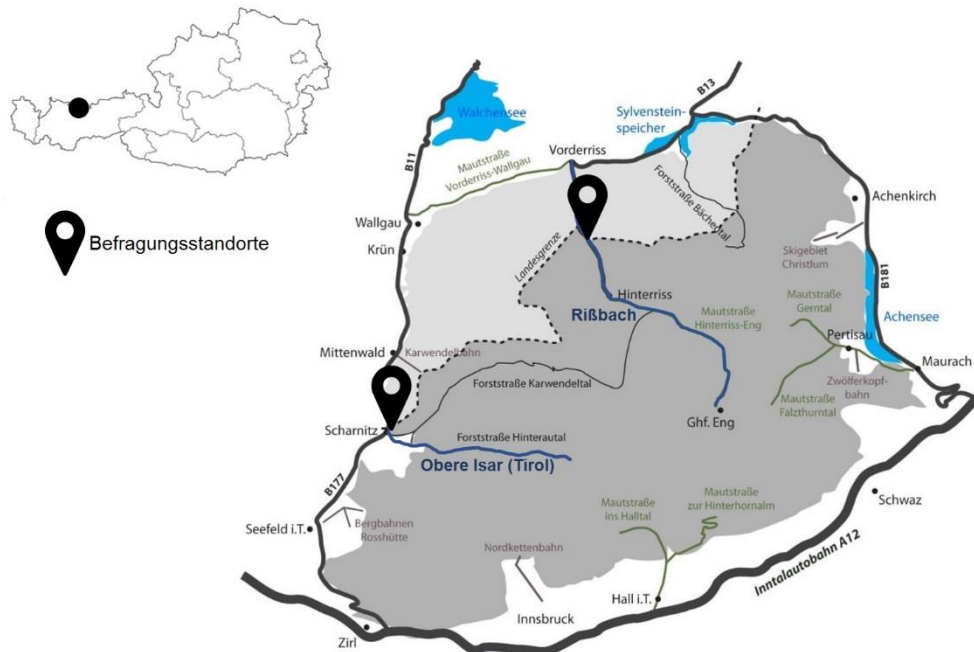 Befragungsstandorte
Walchensee
B11
B13
Sylvenstein-
speicher
Vorderriss
Mautstraße
Vorderriss-Wallgau
Forststraße Bächental
Achenkirch
Wallgau
Krün
Landesgrenze
Skigebiet
Christlum
B181
Hinterriss
Rißbach
Mautstraße
Hinterriss-Eng
Mautstraße
Gerntal
Achensee
Pertisau
Maurach
Mittenwald
Karwendelbahn
Zwölferkopf-
bahn
Forststraße Karwendeltal
Mautstraße
Falzthurntal
Ghf. Eng
Scharnitz
Forststraße Hinterautal
Obere Isar (Tirol)
B177
Schwaz
Mautstraße
ins Halltal
Mautstraße
zur Hinterhornalm
Seefeld i.T.
Bergbahnen
Rosshütte
Nordkettenbahn
Inntalautobahn A12
Hall i.T.
Innsbruck
Zirl